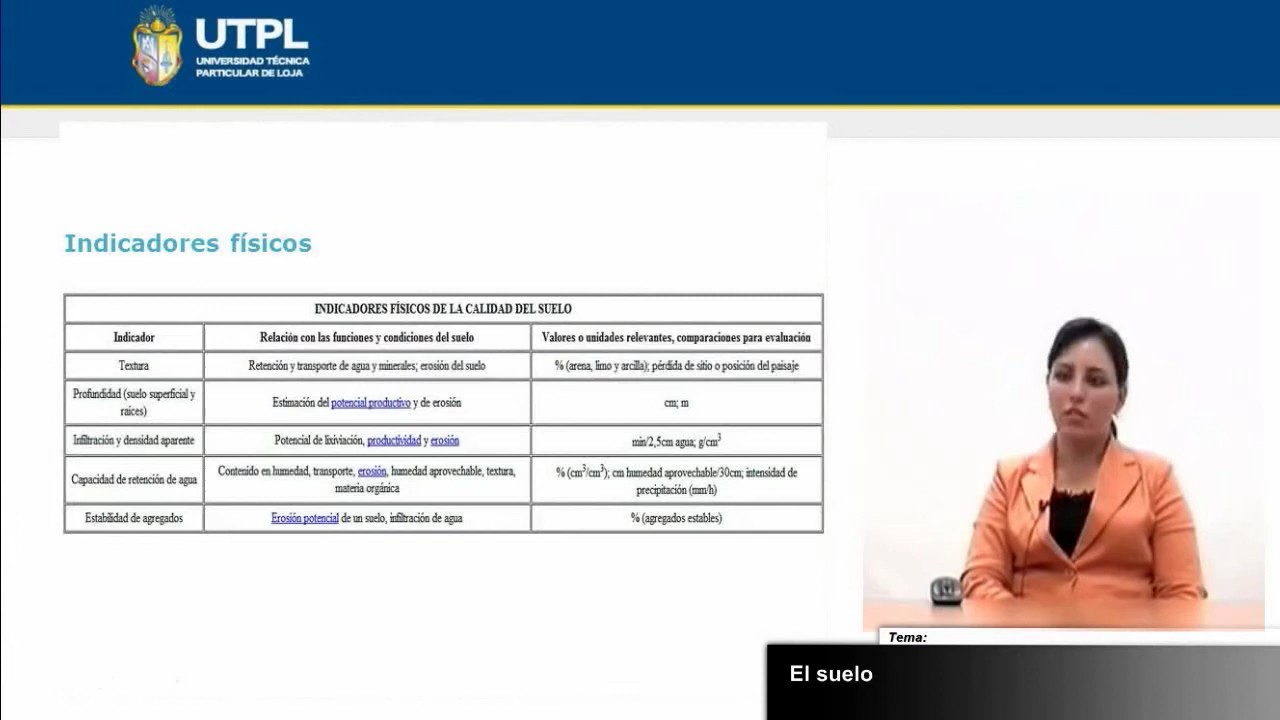 UTPL
UNIVERSIDAD TÉCNICA
PARTICULAR DE LOJA
Indicadores físicos
INDICADORES FÍSICOS DE LA CALIDAD DEL SUELO
Indicador
Relación con las funciones y condiciones del suelo
Valores o unidades relevantes, comparaciones para evaluación
Textura
Retención y transporte de agua y minerales; erosión del suelo
% (arena, limo y arcilla); pérdida de sitio o posición del paisaje
Profundidad (suelo superficial y
raices)
Estimación del potencial productivo y de erosión
cm; m
Infiltración y densidad aparente
Potencial de lixiviación, productividad y erosión
min/2,5cm agua; g/cm³
Capacidad de retención de agua
Contenido en humedad, transporte, erosión, humedad aprovechable, textura,
materia orgánica
% (cm³/cm³); cm humedad aprovechable/30cm; intensidad de
precipitación (mm/h)
Estabilidad de agregados
Erosión potencial de un suelo, infiltración de agua
% (agregados estables)
Tema:
El suelo